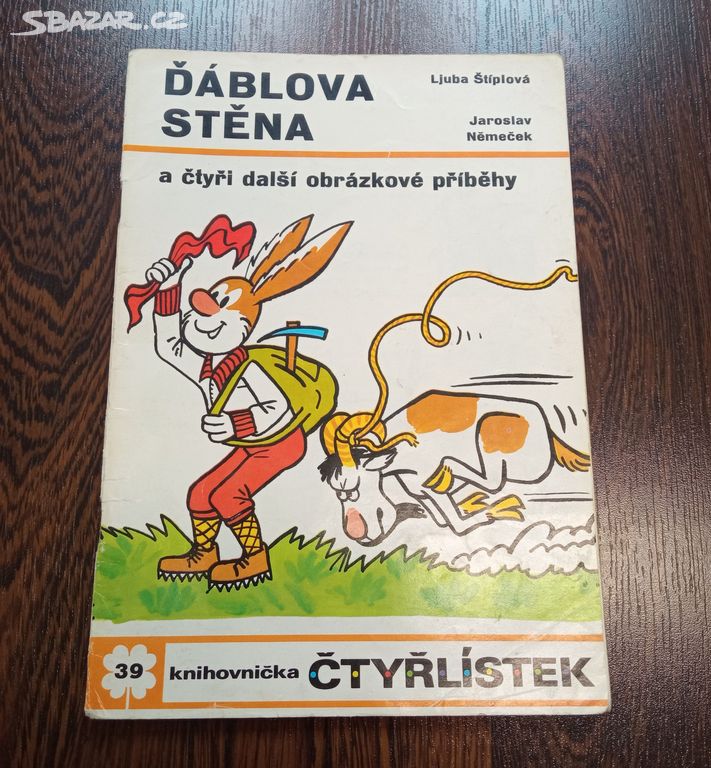 SBAZAR.CZ
ĎÁBLOVA
STĚNA
Ljuba Štíplová
Jaroslav
Němeček
a čtyři další obrázkové příběhy
39 knihovnička ČTYŘLÍSTEK